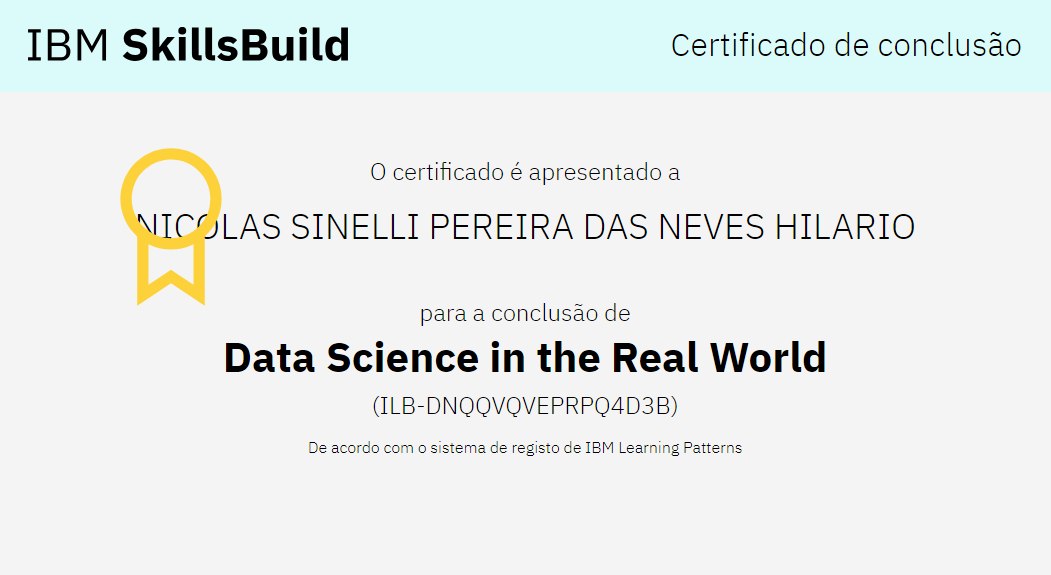 IBM SkillsBuild
Certificado de conclusão
O certificado é apresentado a
NICOLAS SINELLI PEREIRA DAS NEVES HILARIO
para a conclusão de
Data Science in the Real World
(ILB-DNQQVQVEPRPQ4D3B)
De acordo com o sistema de registo de IBM Learning Patterns